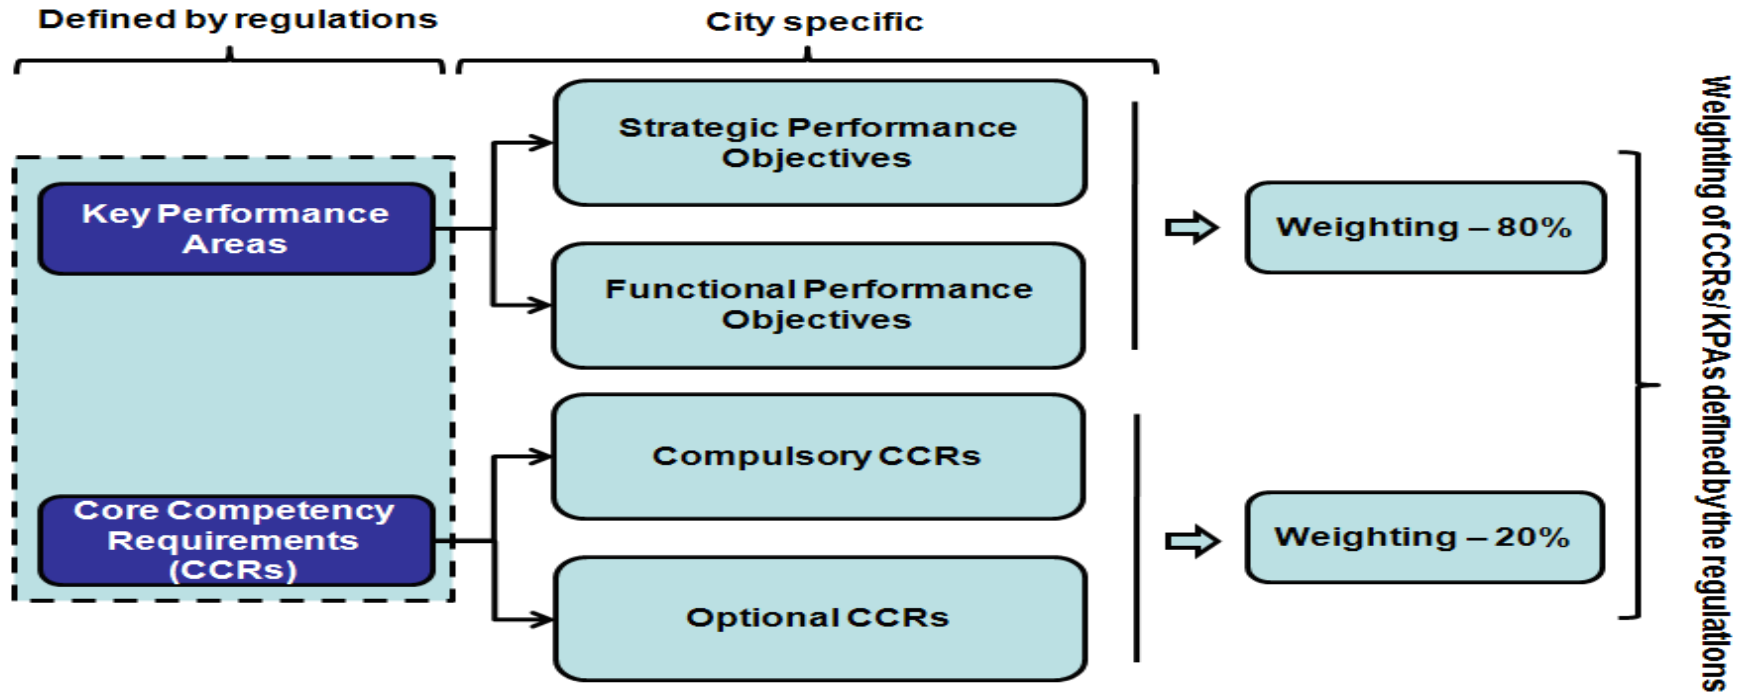 Defined by regulations
City specific
Strategic Performance
Objectives
Key Performance
Areas
Weighting – 80%
Functional Performance
Objectives
Compulsory CCRs
Core Competency
Requirements
(CCRs)
Weighting – 20%
Optional CCRs
Weighting of CCRs/KPAs defined by the regulations